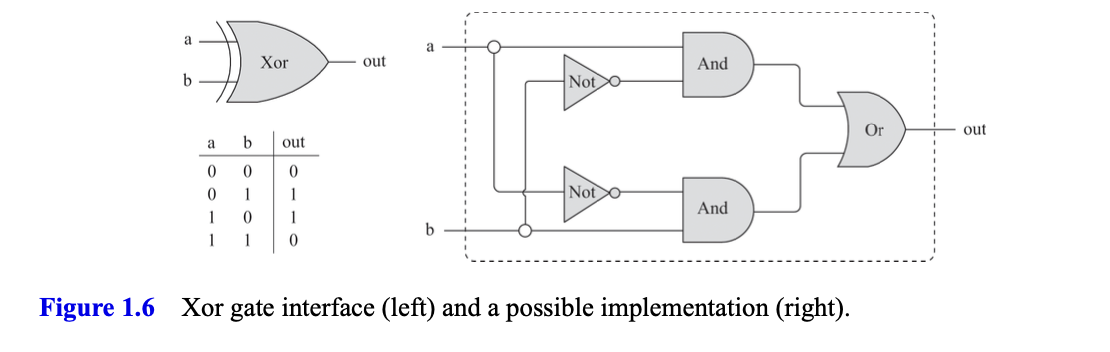 a
b
Xor
out
a b out
0 0 0
0 1 1
1 0 1
1 1 0
a
b
Not
And
Not
And
Or
out
Figure 1.6 Xor gate interface (left) and a possible implementation (right).